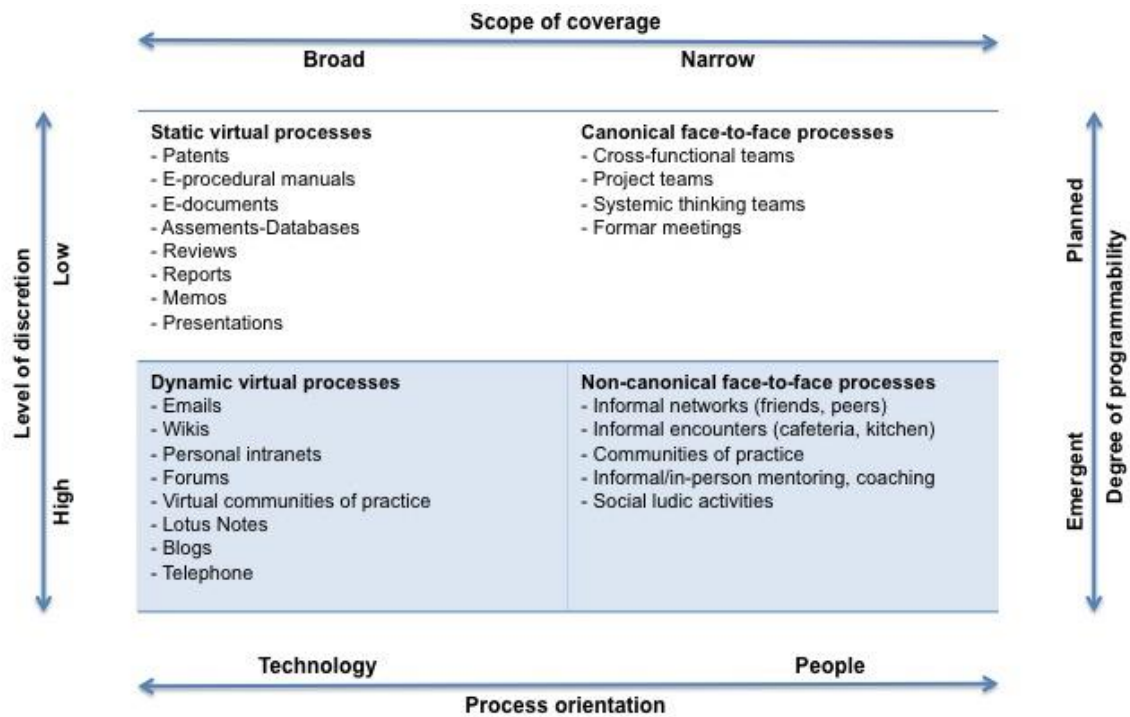 Scope of coverage
Broad
Narrow
Level of discretion
Low
High
Static virtual processes
- Patents
- E-procedural manuals
- E-documents
- Assements-Databases
- Reviews
- Reports
- Memos
- Presentations
Canonical face-to-face processes
- Cross-functional teams
- Project teams
- Systemic thinking teams
- Formar meetings
Dynamic virtual processes
- Emails
- Wikis
- Personal intranets
- Forums
- Virtual communities of practice
- Lotus Notes
- Blogs
- Telephone
Non-canonical face-to-face processes
- Informal networks (friends, peers)
- Informal encounters (cafeteria, kitchen)
- Communities of practice
- Informal/in-person mentoring, coaching
- Social ludic activities
Planned
Emergent
Degree of programmability
Technology
People
Process orientation